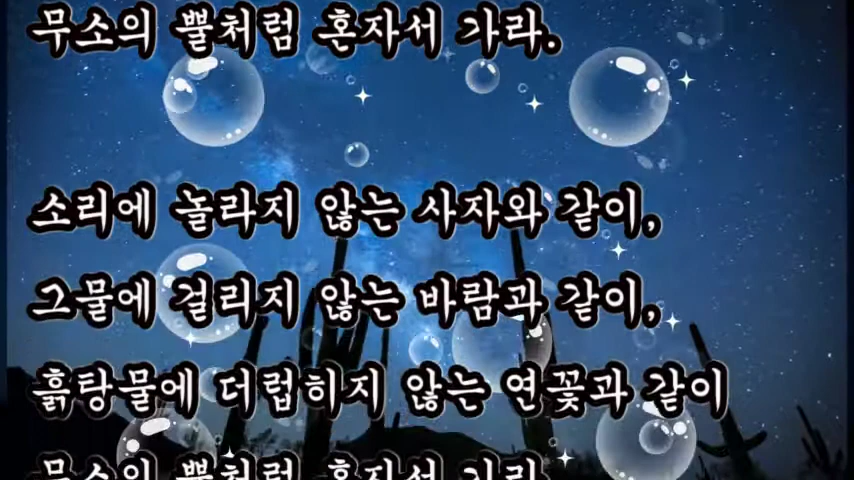 무소의 뿔처럼 혼자서 가라.
소리에 놀라지 않는 사자와 같이,
그물에 걸리지 않는 바람과 같이,
흙탕물에 더럽히지 않는 연꽃과 같이
무소의 뿔처럼 혼자서 가라.